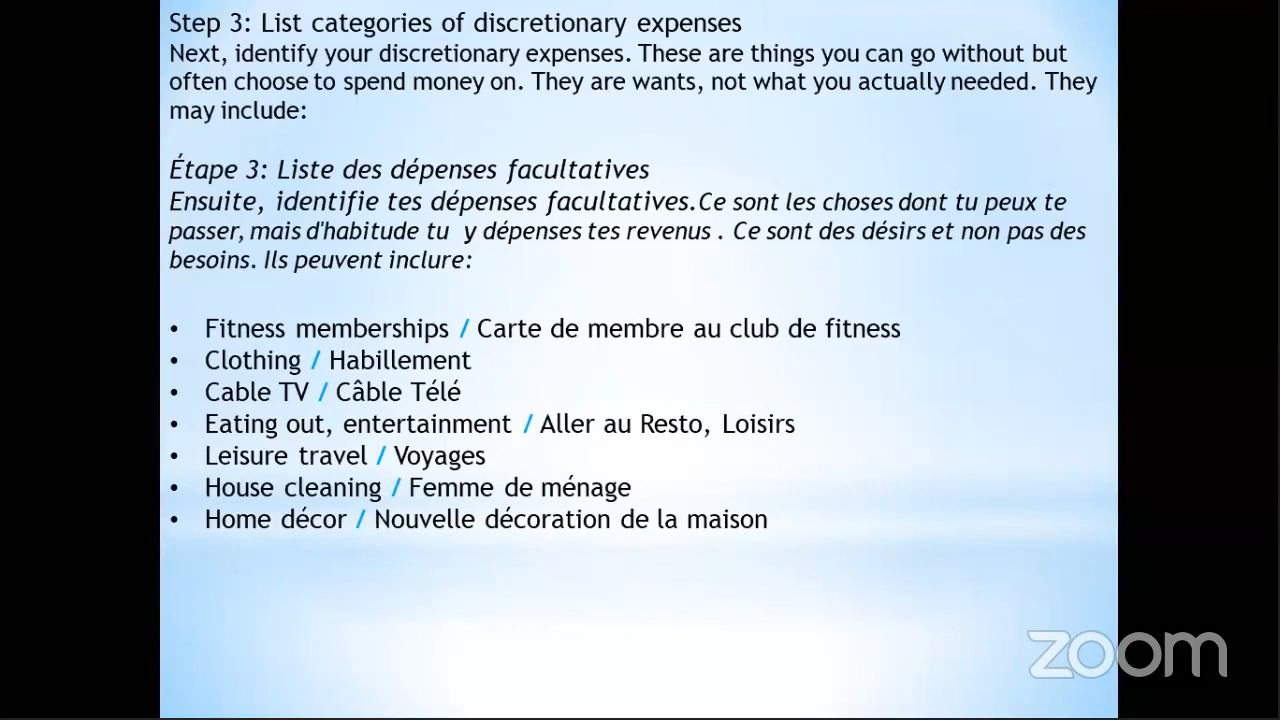 Step 3: List categories of discretionary expenses
Next, identify your discretionary expenses. These are things you can go without but
often choose to spend money on. They are wants, not what you actually needed. They
may include:
Étape 3: Liste des dépenses facultatives
Ensuite, identifie tes dépenses facultatives.Ce sont les choses dont tu peux te
passer, mais d'habitude tu y dépenses tes revenus . Ce sont des désirs et non pas des
besoins. Ils peuvent inclure:
• Fitness memberships / Carte de membre au club de fitness
• Clothing / Habillement
• Cable TV / Câble Télé
• Eating out, entertainment / Aller au Resto, Loisirs
• Leisure travel / Voyages
• House cleaning / Femme de ménage
• Home décor / Nouvelle décoration de la maison
zoom